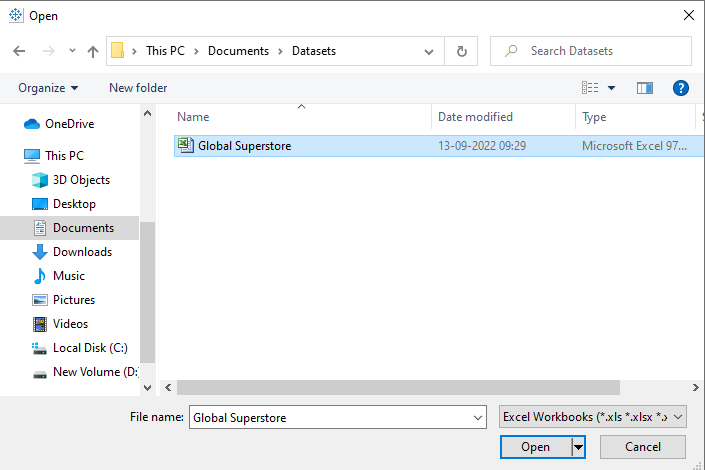 Open
This PC > Documents > Datasets
Search Datasets
Organize
New folder
Name
Date modified
Type
OneDrive
This PC
3D Objects
Desktop
Documents
Downloads
Music
Pictures
Videos
Local Disk (C:)
New Volume (D:
Global Superstore
13-09-2022 09:29
Microsoft Excel 97...
File name:
Global Superstore
Excel Workbooks (*.xls *.xlsx *.x
Open
Cancel